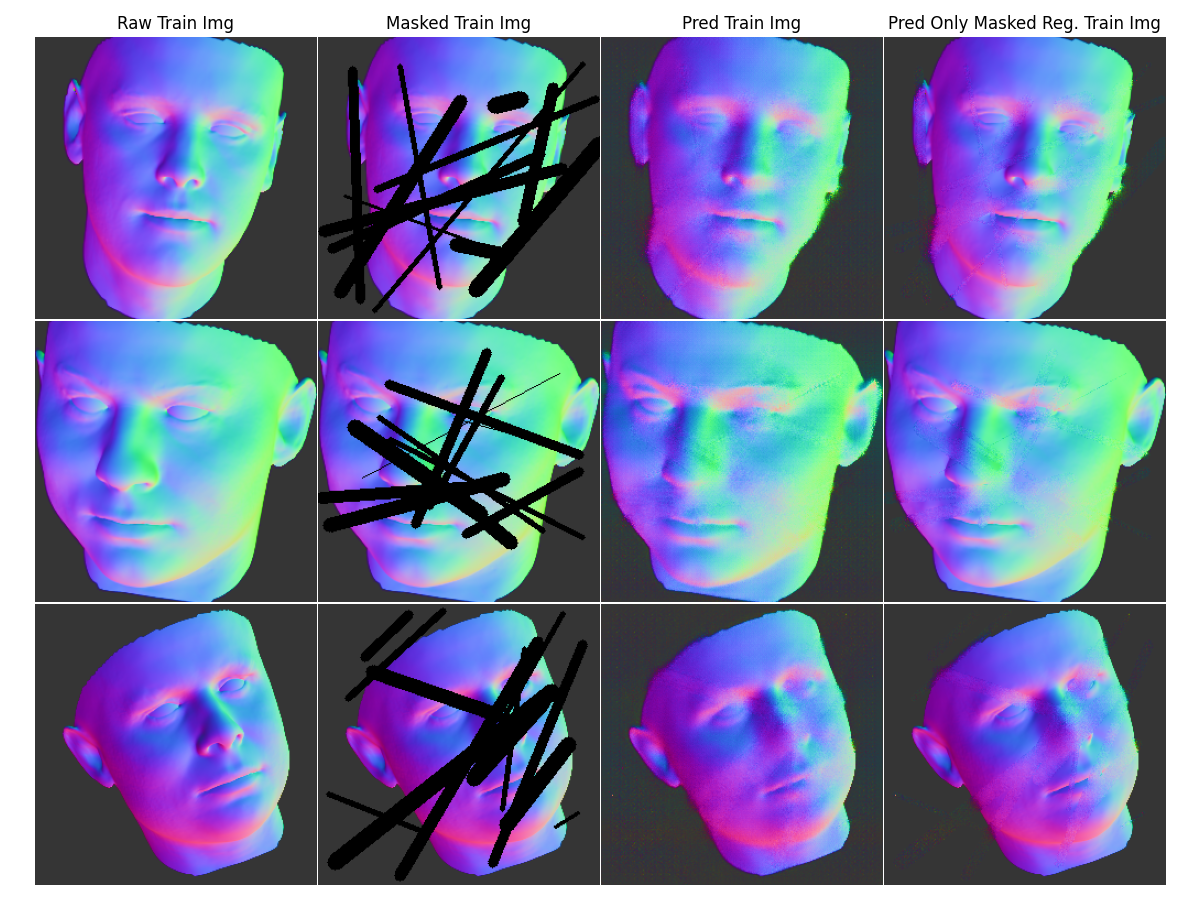 Raw Train Img
Masked Train Img
Pred Train Img
Pred Only Masked Reg. Train Img